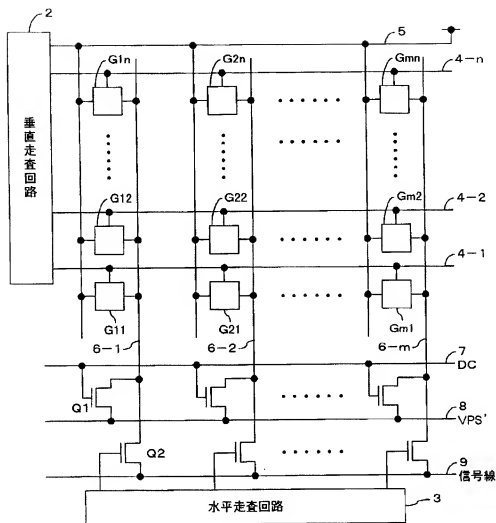 2
5
G1n
G2n
Gmn
4-n
垂直走査回路
G12
G22
Gm2
4-2
4-1
G11
G21
Gm1
6-1
6-2
6-m
7
DC
Q1
8
VPS'
Q2
9
信号線
水平走査回路
3